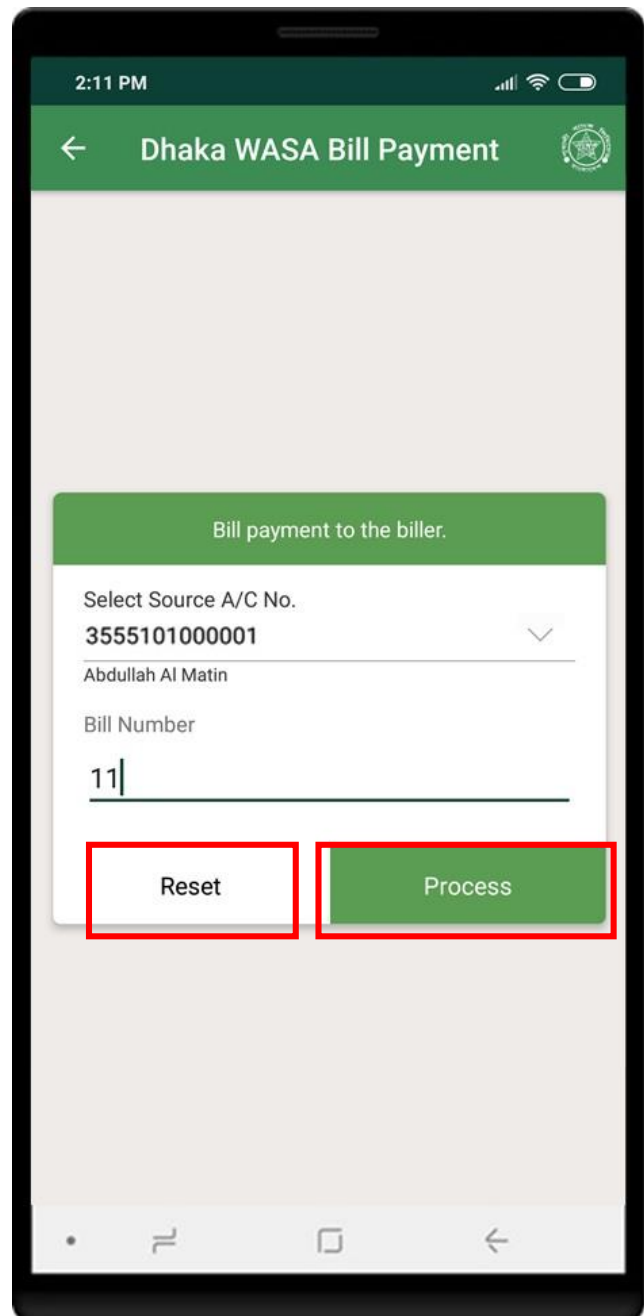 2:11 PM
Dhaka WASA Bill Payment
Bill payment to the biller.
Select Source A/C No.
3555101000001
Abdullah Al Matin
Bill Number
11
Reset
Process